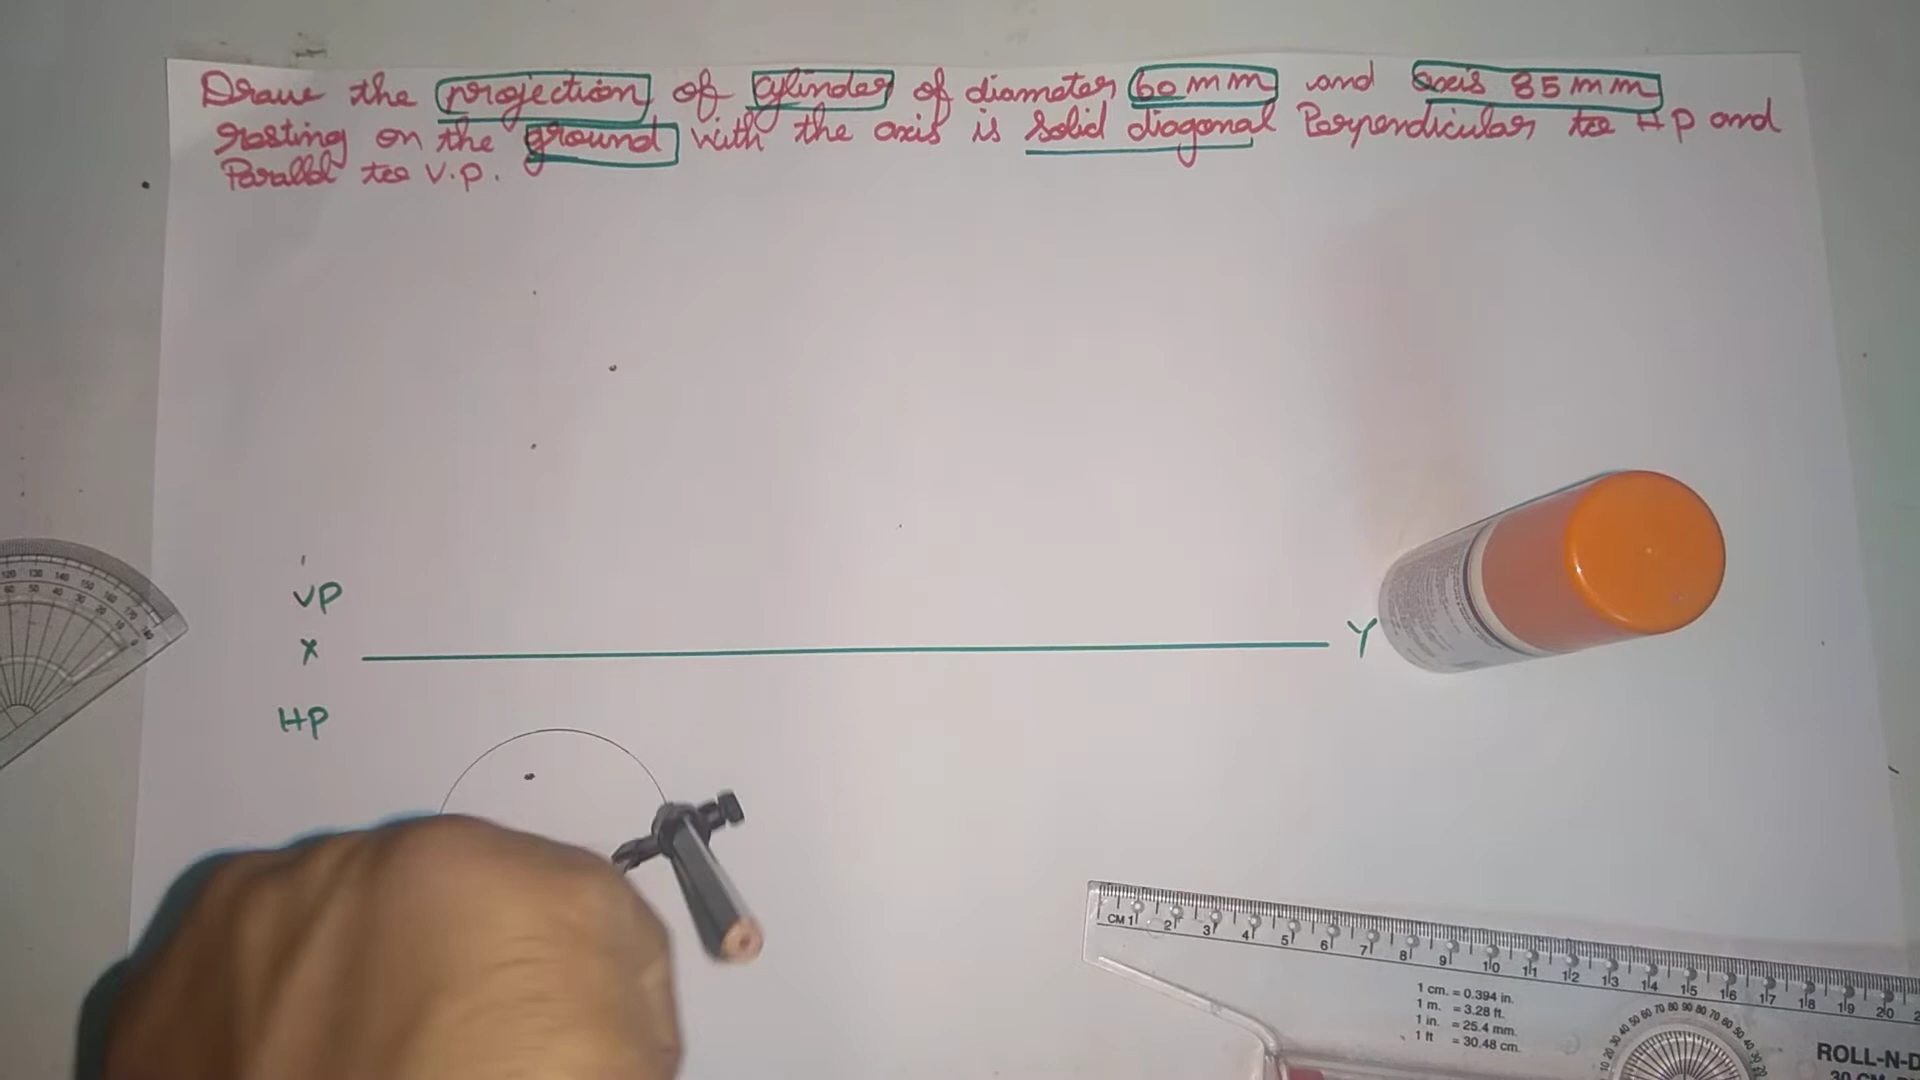 Draw the projection of cylinder of diameter 60 mm and axis 85 mm
resting on the ground with the axis is solid diagonal Perpendicular to HP and
Parallel to V.P.
VP
X
Y
HP
CM 1 2 3 4 5 6 7 8 9 10 11 12 13 14 15 16 17 18 19 20
1 cm. = 0.394 in.
1 m. = 3.28 ft.
1 in. = 25.4 mm.
1 ft = 30.48 cm.
ROLL-N-D
30 CM